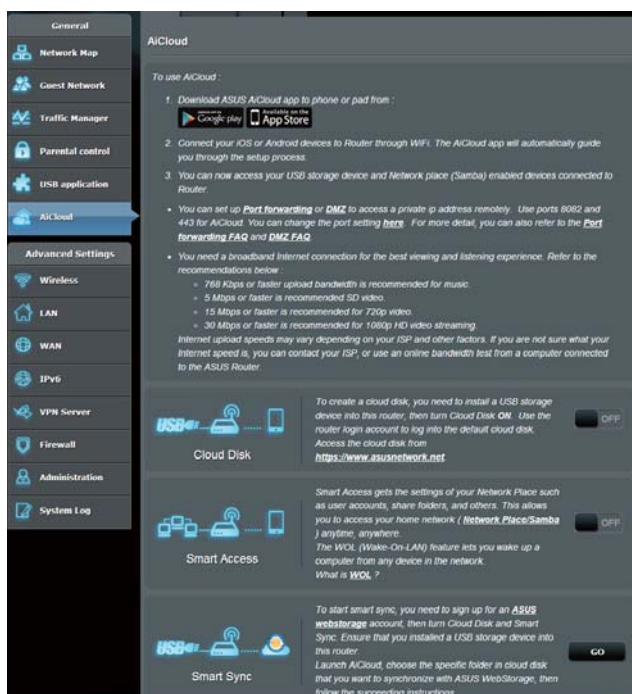 General
Network Map
Guest Network
Traffic Manager
Parental control
USB application
AiCloud
Advanced Settings
Wireless
LAN
WAN
IPv6
VPN Server
Firewall
Administration
System Log
AiCloud
To use AiCloud :
1. Download ASUS AiCloud app to phone or pad from :
Google play
Available on the
App Store
2. Connect your iOS or Android devices to Router through WiFi. The AiCloud app will automatically guide
you through the setup process.
3. You can now access your USB storage device and Network place (Samba) enabled devices connected to
Router.
• You can set up Port forwarding or DMZ to access a private ip address remotely. Use ports 8082 and
443 for AiCloud. You can change the port setting here. For more detail, you can also refer to the Port
forwarding FAQ and DMZ FAQ.
• You need a broadband Internet connection for the best viewing and listening experience. Refer to the
recommendations below :
768 Kbps or faster upload bandwidth is recommended for music.
5 Mbps or faster is recommended SD video.
15 Mbps or faster is recommended for 720p video.
30 Mbps or faster is recommended for 1080p HD video streaming.
Internet upload speeds may vary depending on your ISP and other factors. If you are not sure what your
Internet speed is, you can contact your ISP, or use an online bandwidth test from a computer connected
to the ASUS Router.
USB
Cloud Disk
To create a cloud disk, you need to install a USB storage
device into this router, then turn Cloud Disk ON. Use the
router login account to log into the default cloud disk.
Access the cloud disk from
https://www.asusnetwork.net
OFF
Smart Access
Smart Access gets the settings of your Network Place such
as user accounts, share folders, and others. This allows
you to access your home network ( Network Place/Samba
) anytime, anywhere.
The WOL (Wake-On-LAN) feature lets you wake up a
computer from any device in the network.
What is WOL ?
OFF
USB
Smart Sync
To start smart sync, you need to sign up for an ASUS
webstorage account, then turn Cloud Disk and Smart
Sync. Ensure that you installed a USB storage device into
this router.
Launch AiCloud, choose the specific folder in cloud disk
that you want to synchronize with ASUS WebStorage, then
follow the succeeding instructions.
GO